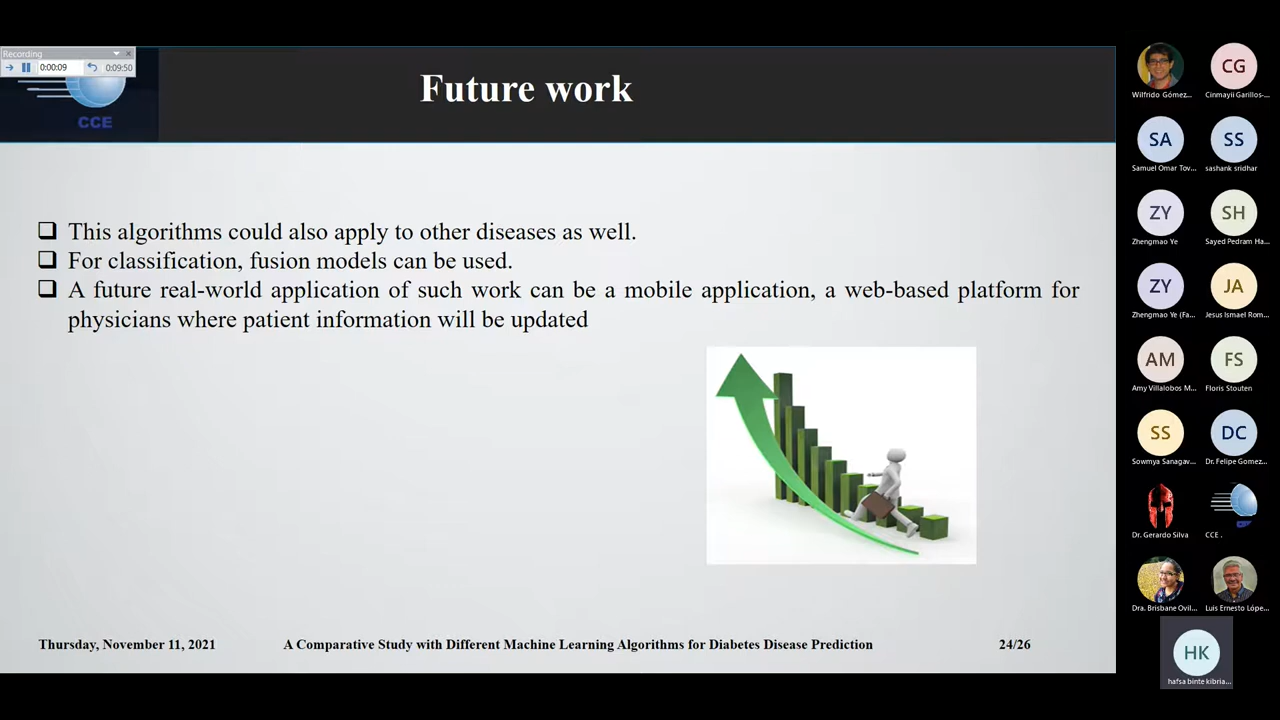 Recording
0:00:09
0:09:50
CCE
Future work
This algorithms could also apply to other diseases as well.
For classification, fusion models can be used.
A future real-world application of such work can be a mobile application, a web-based platform for
physicians where patient information will be updated
Thursday, November 11, 2021
A Comparative Study with Different Machine Learning Algorithms for Diabetes Disease Prediction
24/26
Wilfrido Gómez...
CG
Cinmayii Garillos-...
SA
Samuel Omar Tov...
SS
sashank sridhar
ZY
Zhengmao Ye
SH
Sayed Pedram Ha...
ZY
Zhengmao Ye (Fa...
JA
Jesus Ismael Rom...
AM
Amy Villalobos M...
FS
Floris Stouten
SS
Sowmya Sanagav...
DC
Dr. Felipe Gomez...
Dr. Gerardo Silva
CCE .
Dra. Brisbane Ovil...
Luis Ernesto Lópe...
HK
hafsa binte kibria...